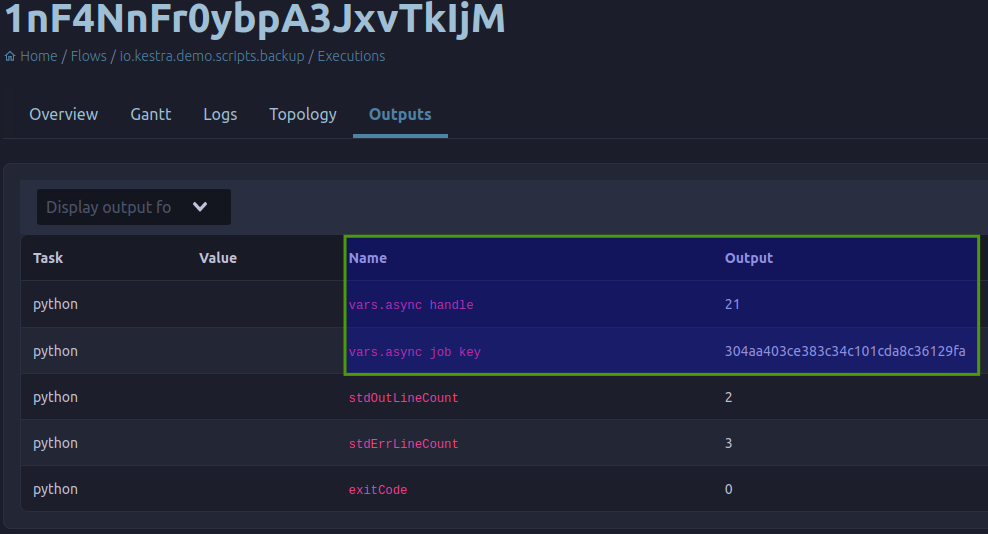 1nF4NnFr0ybpA3JxvTkIjM
Home / Flows / io.kestra.demo.scripts.backup / Executions
Overview Gantt Logs Topology Outputs
Display output fo
Task Value Name Output
python vars.async handle 21
python vars.async job key 304aa403ce383c34c101cda8c36129fa
python stdOutLineCount 2
python stdErrLineCount 3
python exitCode 0